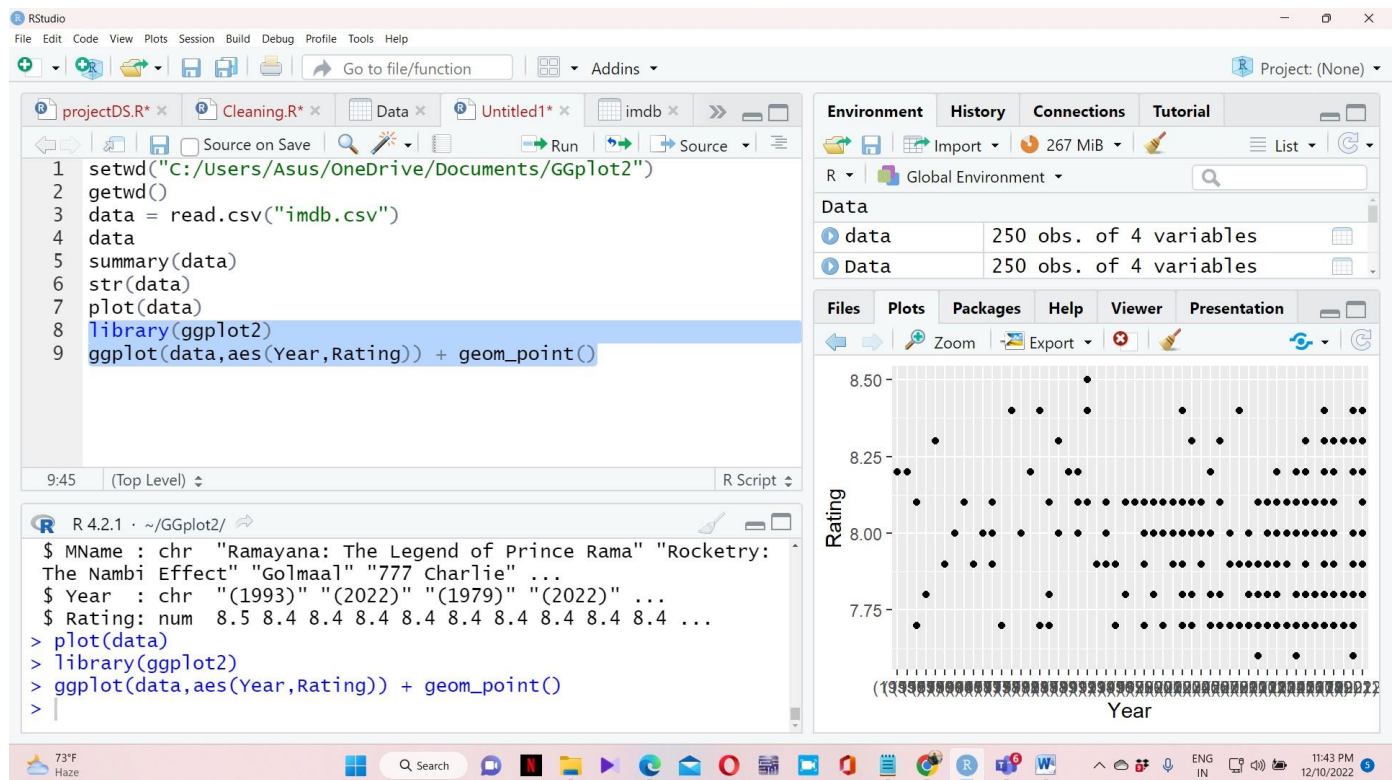 RStudio
File Edit Code View Plots Session Build Debug Profile Tools Help
Go to file/function Addins Project: (None)
projectDS.R* Cleaning.R* Data Untitled1* imdb
Source on Save Run Source
1 setwd("C:/Users/Asus/OneDrive/Documents/GGplot2")
2 getwd()
3 data = read.csv("imdb.csv")
4 data
5 summary(data)
6 str(data)
7 plot(data)
8 library(ggplot2)
9 ggplot(data,aes(Year,Rating)) + geom_point()
9:45 (Top Level) R Script
R 4.2.1 · ~/GGplot2/
$ MName : chr "Ramayana: The Legend of Prince Rama" "Rocketry:
The Nambi Effect" "Golmaal" "777 Charlie" ...
$ Year : chr "(1993)" "(2022)" "(1979)" "(2022)" ...
$ Rating: num 8.5 8.4 8.4 8.4 8.4 8.4 8.4 8.4 8.4 8.4 ...
> plot(data)
> library(ggplot2)
> ggplot(data,aes(Year,Rating)) + geom_point()
>
Environment History Connections Tutorial
Import 267 MiB List
R Global Environment
Data
data 250 obs. of 4 variables
Data 250 obs. of 4 variables
Files Plots Packages Help Viewer Presentation
Zoom Export
8.50
8.25
8.00
7.75
Rating
Year
73°F
Haze
Search
ENG
IN
11:43 PM
12/10/2022
5